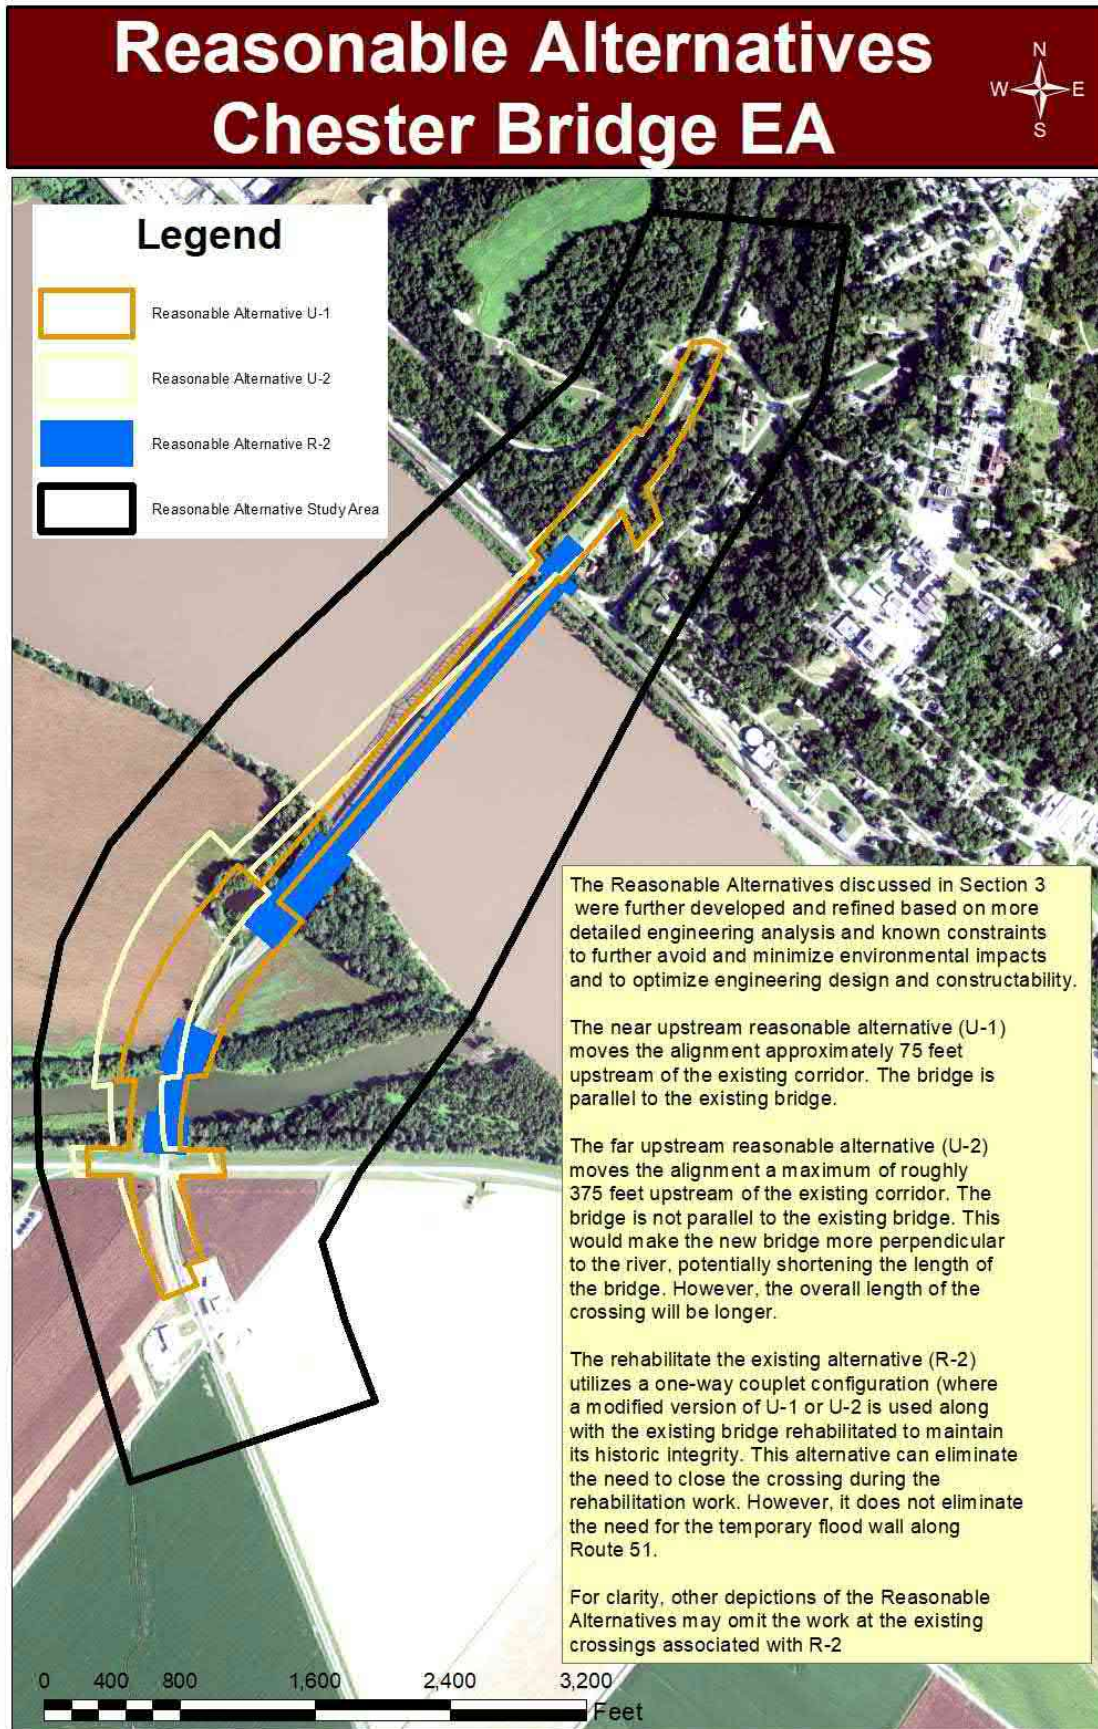 Reasonable Alternatives
Chester Bridge EA
N
W E
S
Legend
Reasonable Alternative U-1
Reasonable Alternative U-2
Reasonable Alternative R-2
Reasonable Alternative Study Area
The Reasonable Alternatives discussed in Section 3
were further developed and refined based on more
detailed engineering analysis and known constraints
to further avoid and minimize environmental impacts
and to optimize engineering design and constructability.
The near upstream reasonable alternative (U-1)
moves the alignment approximately 75 feet
upstream of the existing corridor. The bridge is
parallel to the existing bridge.
The far upstream reasonable alternative (U-2)
moves the alignment a maximum of roughly
375 feet upstream of the existing corridor. The
bridge is not parallel to the existing bridge. This
would make the new bridge more perpendicular
to the river, potentially shortening the length of
the bridge. However, the overall length of the
crossing will be longer.
The rehabilitate the existing alternative (R-2)
utilizes a one-way couplet configuration (where
a modified version of U-1 or U-2 is used along
with the existing bridge rehabilitated to maintain
its historic integrity. This alternative can eliminate
the need to close the crossing during the
rehabilitation work. However, it does not eliminate
the need for the temporary flood wall along
Route 51.
For clarity, other depictions of the Reasonable
Alternatives may omit the work at the existing
crossings associated with R-2
0 400 800 1,600 2,400 3,200
Feet